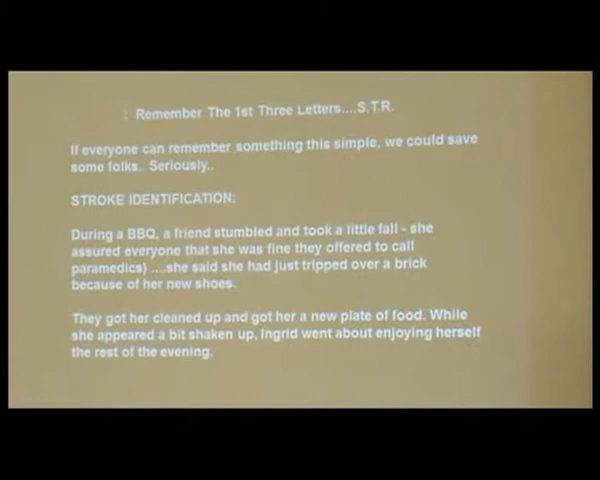 : Remember The 1st Three Letters....S.T.R.
If everyone can remember something this simple, we could save
some folks. Seriously..
STROKE IDENTIFICATION:
During a BBQ, a friend stumbled and took a little fall - she
assured everyone that she was fine they offered to call
paramedics) ....she said she had just tripped over a brick
because of her new shoes.
They got her cleaned up and got her a new plate of food. While
she appeared a bit shaken up, Ingrid went about enjoying herself
the rest of the evening.